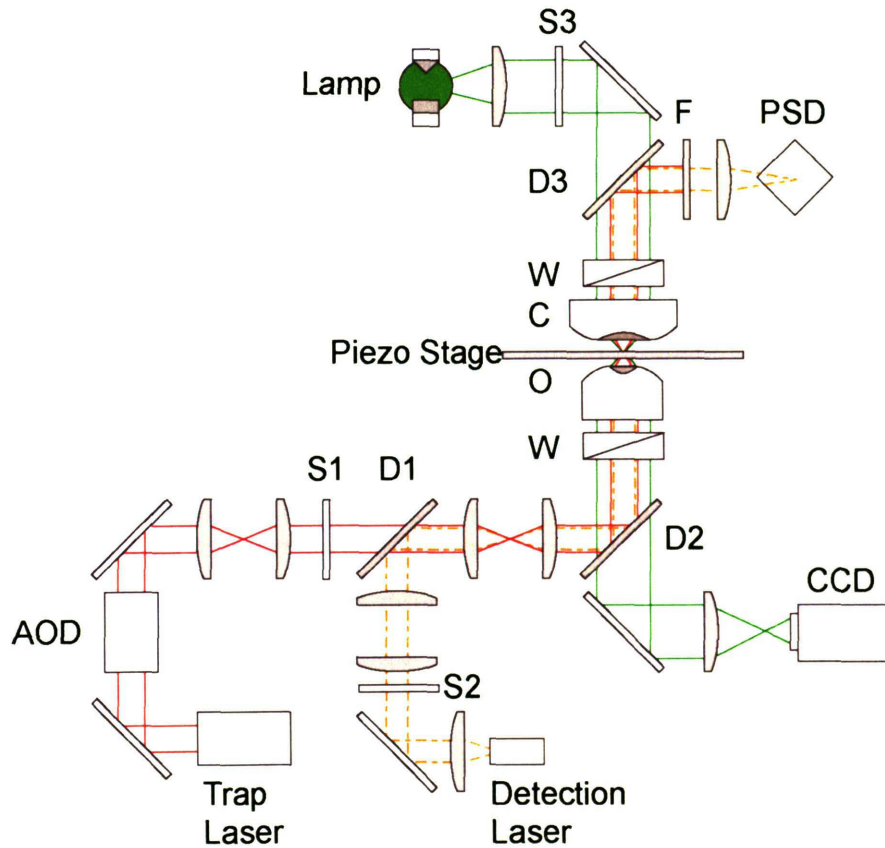 S3
Lamp
F
PSD
D3
W
C
Piezo Stage
O
W
S1
D1
D2
CCD
AOD
S2
Trap
Laser
Detection
Laser